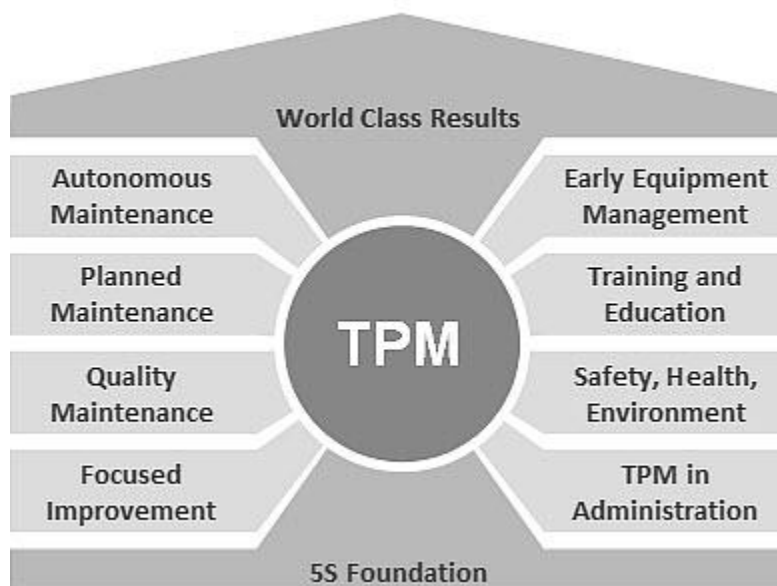 World Class Results
Autonomous
Maintenance
Early Equipment
Management
Planned
Maintenance
Training and
Education
TPM
Quality
Maintenance
Safety, Health,
Environment
Focused
Improvement
TPM in
Administration
5S Foundation